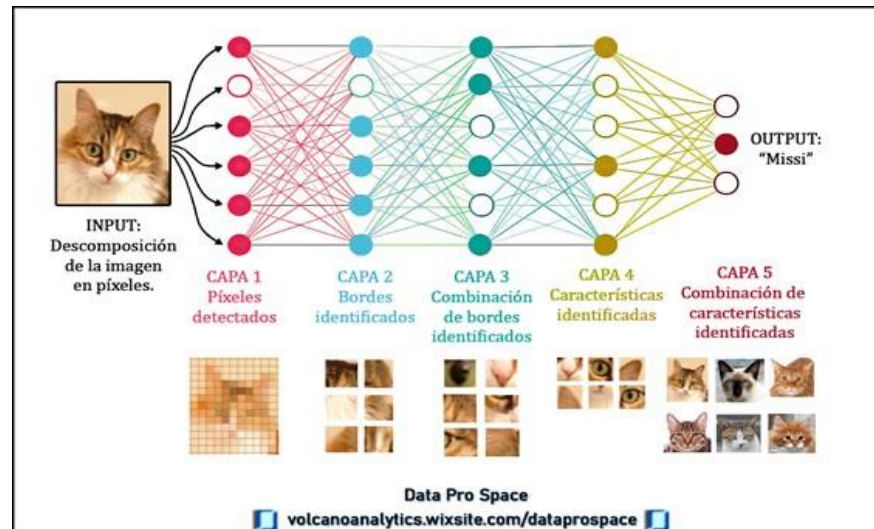 INPUT:
Descomposición
de la imagen
en píxeles.
OUTPUT:
"Missi"
CAPA 1
Píxeles
detectados
CAPA 2
Bordes
identificados
CAPA 3
Combinación
de bordes
identificados
CAPA 4
Características
identificadas
CAPA 5
Combinación de
características
identificadas
Data Pro Space
volcanoanalytics.wixsite.com/dataprospace